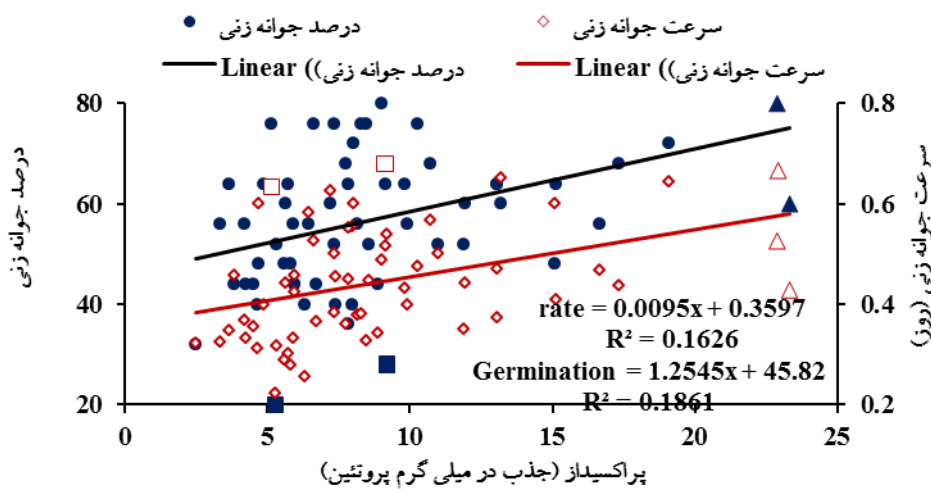 درصد جوانه زنی
سرعت جوانه زنی
Linear ((درصد جوانه زنی
Linear ((سرعت جوانه زنی
80
60
40
20
0.8
0.6
0.4
0.2
درصد جوانه زنی
سرعت جوانه زنی (روز)
rate = 0.0095x + 0.3597
R² = 0.1626
Germination = 1.2545x + 45.82
R² = 0.1861
0 5 10 15 20 25
پراکسیداز (جذب در میلی گرم پروتئین)